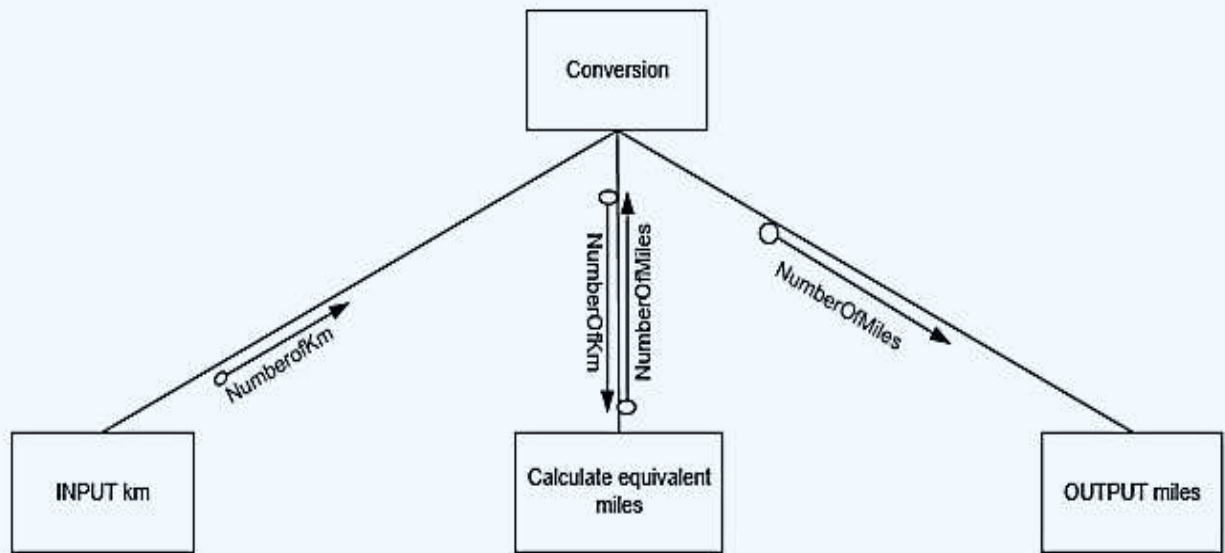 Conversion
NumberofKm
NumberOfKm
NumberOfMiles
NumberOfMiles
INPUT km
Calculate equivalent
miles
OUTPUT miles